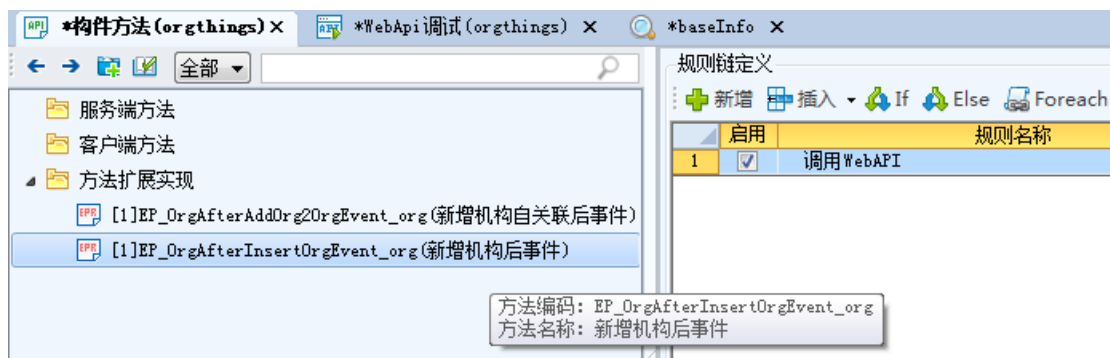 API *构件方法(orgthings) *WebApi调试(orgthings) *baseInfo
全部
服务端方法
客户端方法
方法扩展实现
[1]EP_OrgAfterAddOrg2OrgEvent_org(新增机构自关联后事件)
[1]EP_OrgAfterInsertOrgEvent_org(新增机构后事件)
方法编码: EP_OrgAfterInsertOrgEvent_org
方法名称: 新增机构后事件
规则链定义
新增 插入 If Else Foreach
启用 规则名称
1 调用WebAPI